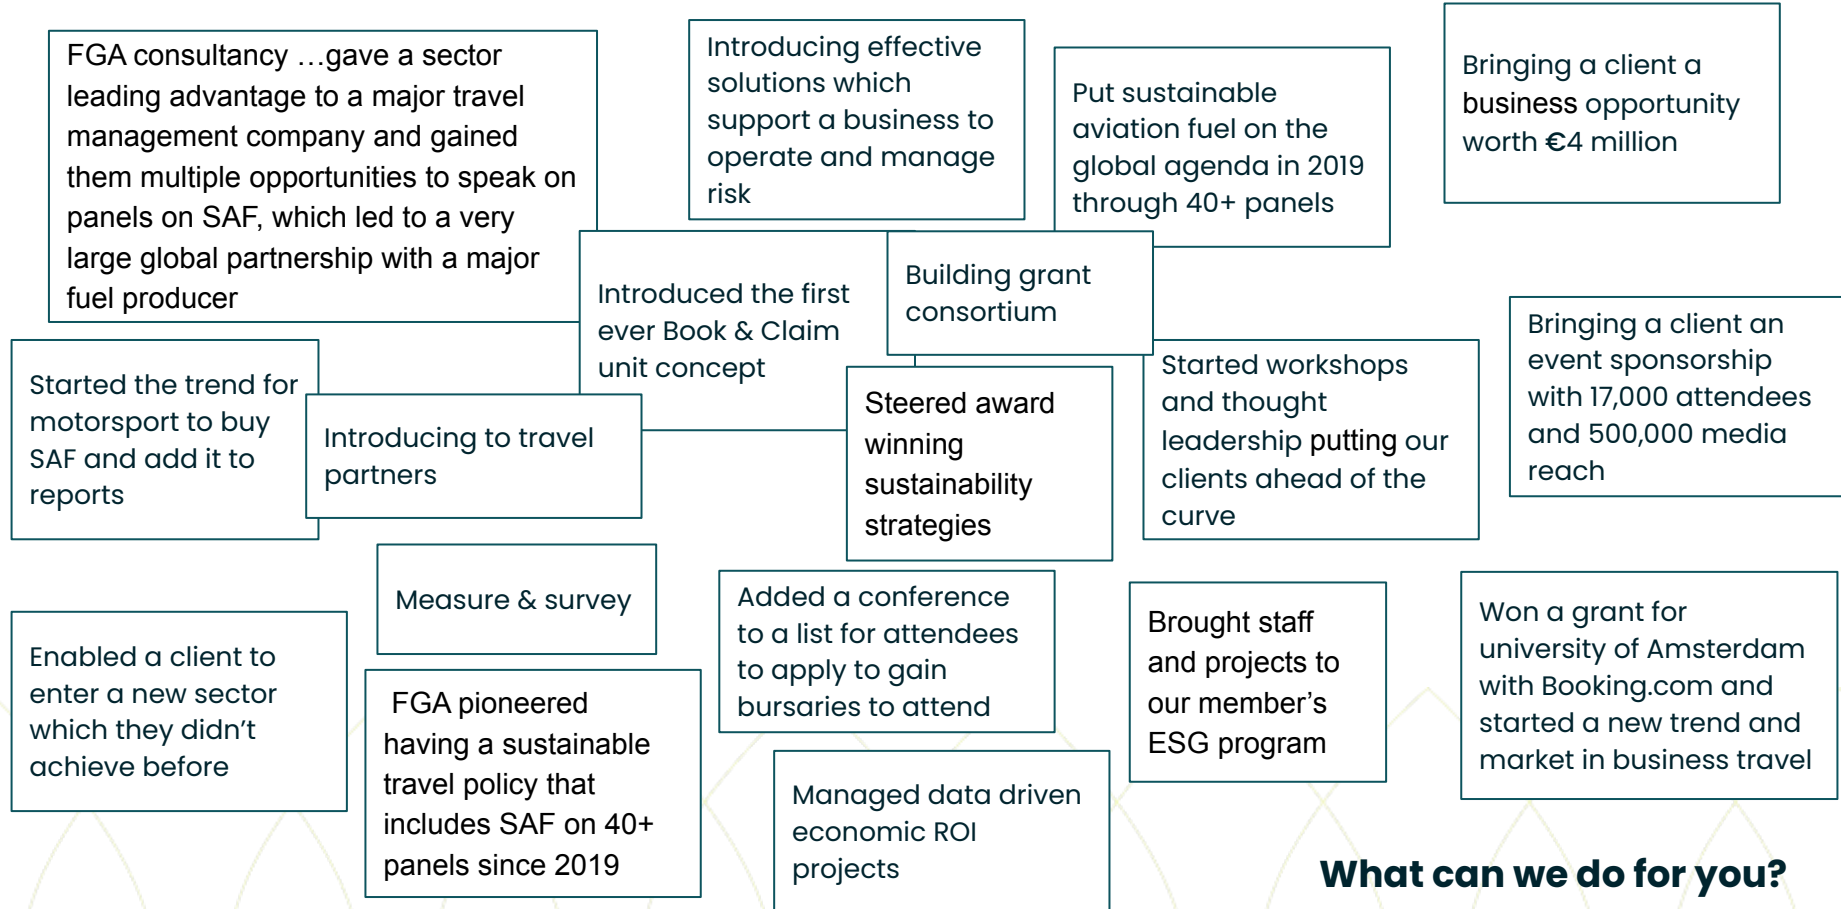 FGA consultancy …gave a sector
leading advantage to a major travel
management company and gained
them multiple opportunities to speak on
panels on SAF, which led to a very
large global partnership with a major
fuel producer
Introducing effective
solutions which
support a business to
operate and manage
risk
Put sustainable
aviation fuel on the
global agenda in 2019
through 40+ panels
Bringing a client a
business opportunity
worth €4 million
Introduced the first
ever Book & Claim
unit concept
Building grant
consortium
Bringing a client an
event sponsorship
with 17,000 attendees
and 500,000 media
reach
Started the trend for
motorsport to buy
SAF and add it to
reports
Introducing to travel
partners
Steered award
winning
sustainability
strategies
Started workshops
and thought
leadership putting our
clients ahead of the
curve
Measure & survey
Enabled a client to
enter a new sector
which they didn’t
achieve before
FGA pioneered
having a sustainable
travel policy that
includes SAF on 40+
panels since 2019
Added a conference
to a list for attendees
to apply to gain
bursaries to attend
Brought staff
and projects to
our member’s
ESG program
Won a grant for
university of Amsterdam
with Booking.com and
started a new trend and
market in business travel
Managed data driven
economic ROI
projects
What can we do for you?